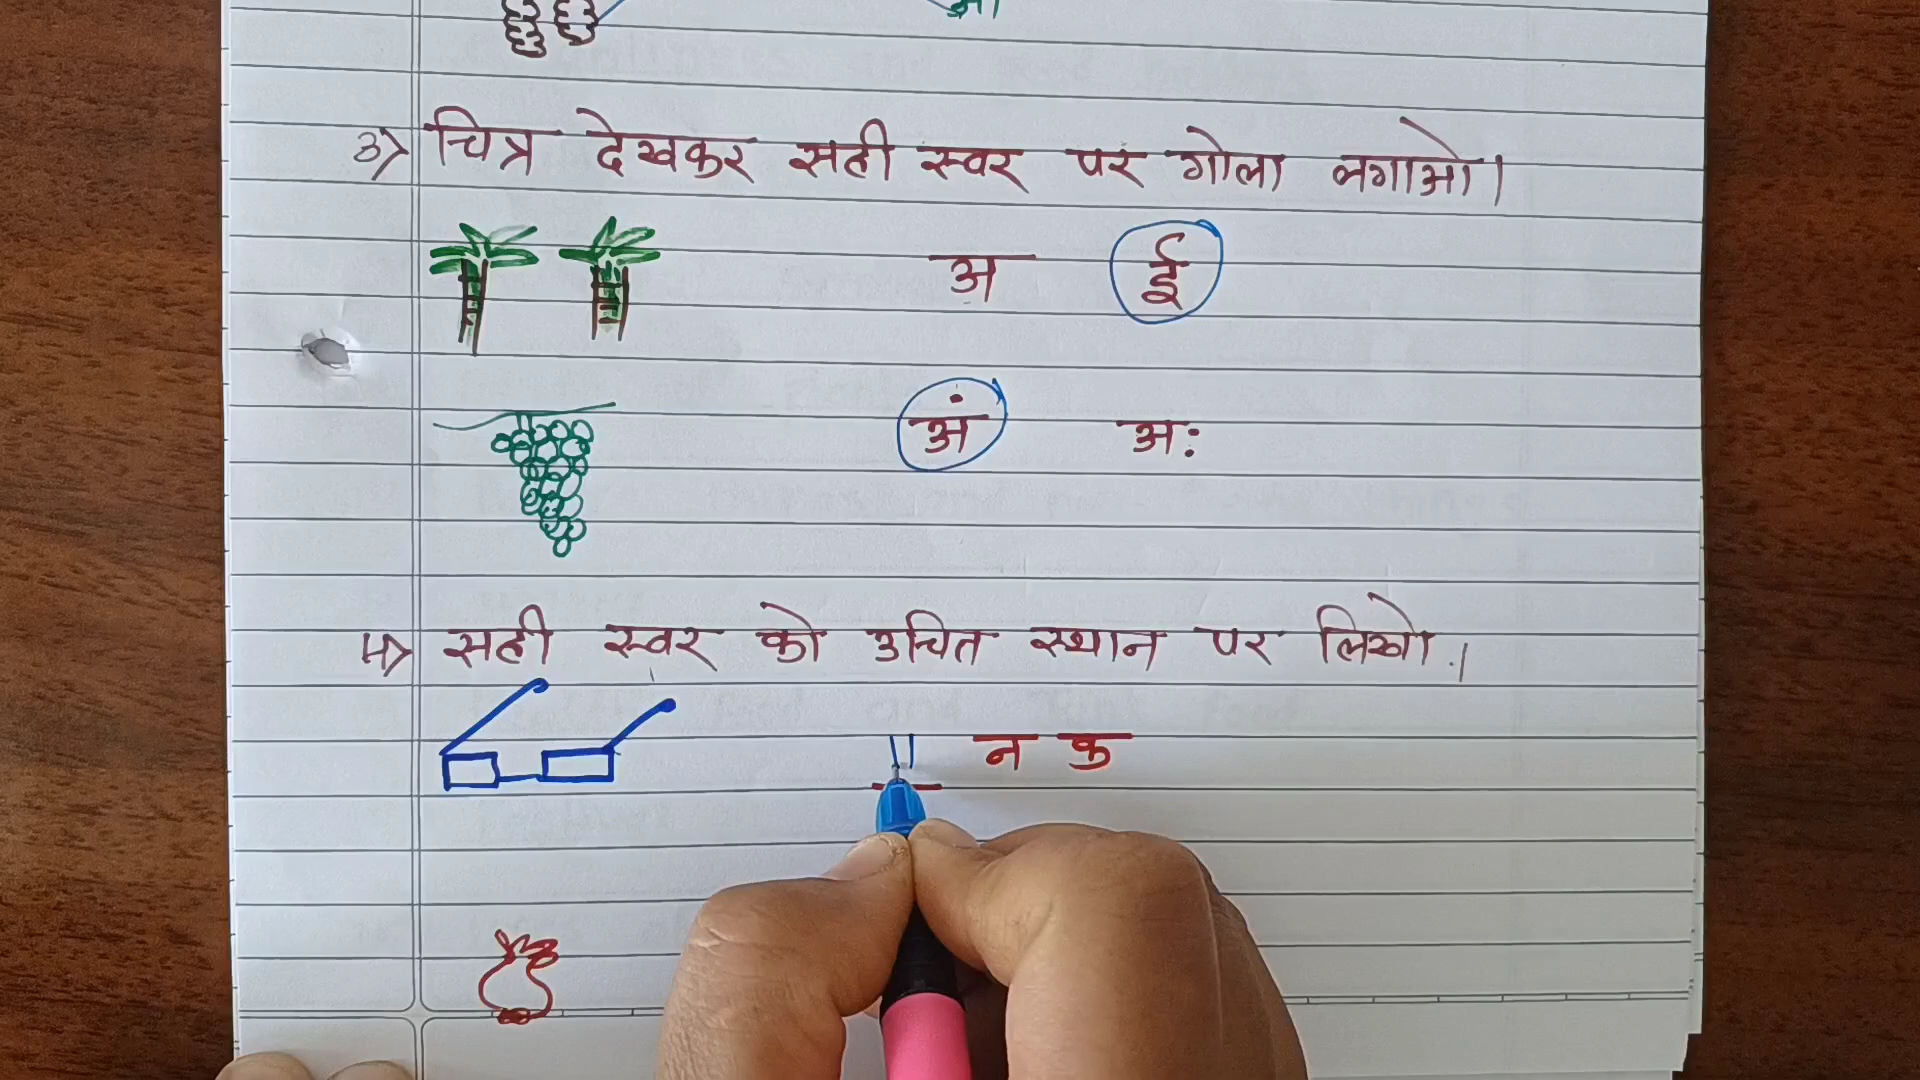 3) चित्र देखकर सही स्वर पर गोला लगाओ।
अ ई
अं अः
4) सही स्वर को उचित स्थान पर लिखो।
न क